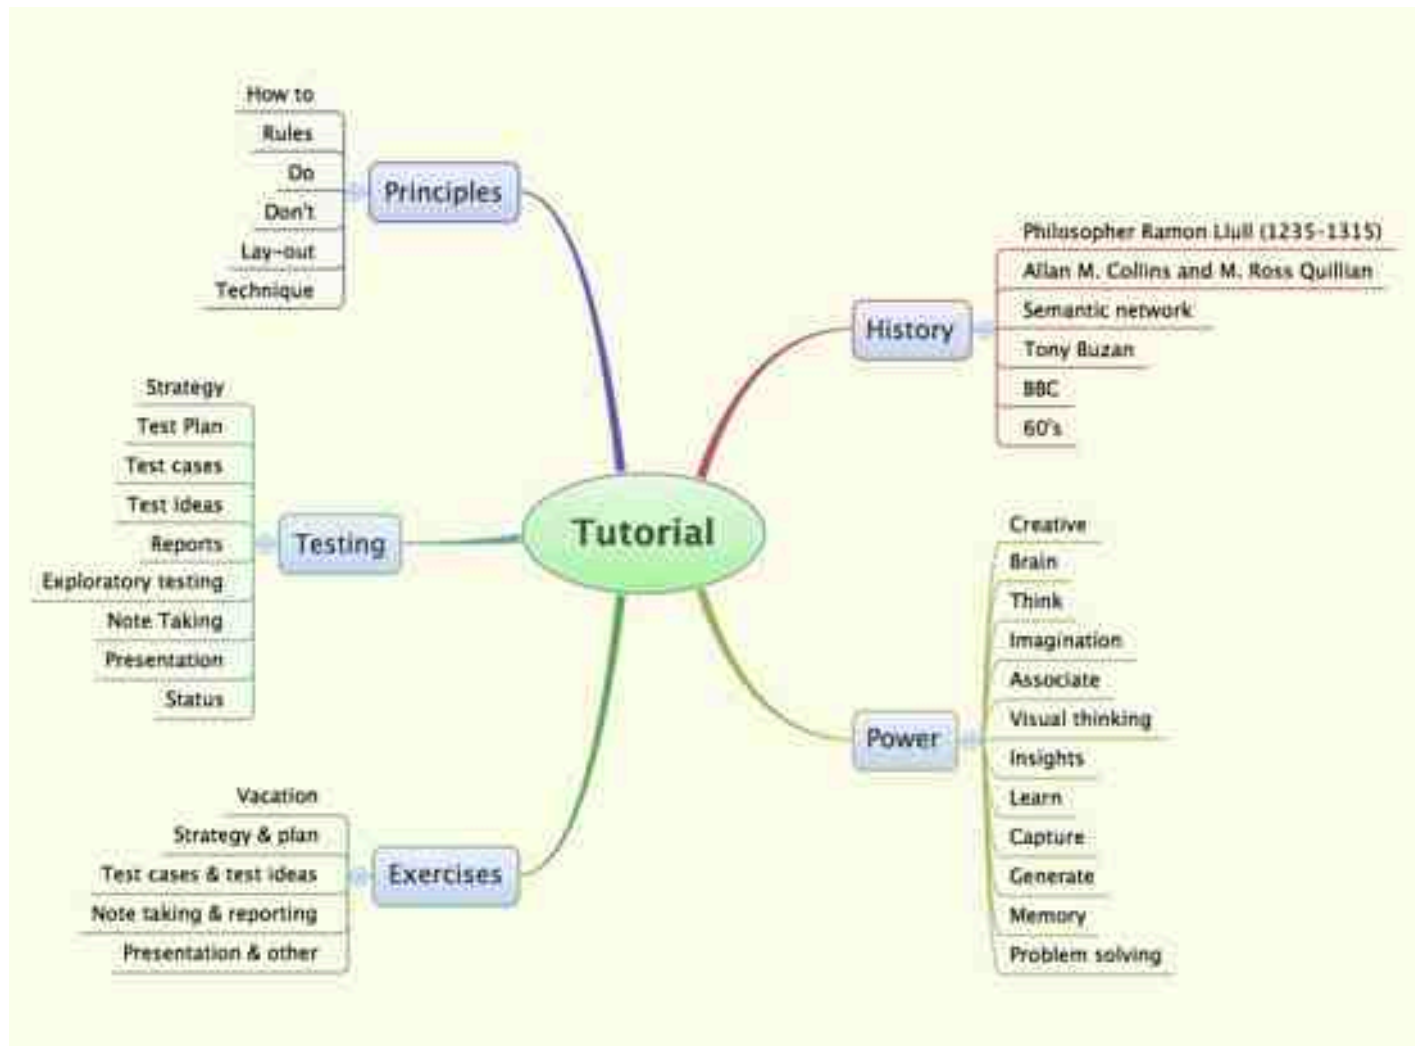 Tutorial
History
Philosopher Ramon Llull (1235-1315)
Allan M. Collins and M. Ross Quillian
Semantic network
Tony Buzan
BBC
60's
Power
Creative
Brain
Think
Imagination
Associate
Visual thinking
Insights
Learn
Capture
Generate
Memory
Problem solving
Principles
How to
Rules
Do
Don't
Lay-out
Technique
Testing
Strategy
Test Plan
Test cases
Test ideas
Reports
Exploratory testing
Note Taking
Presentation
Status
Exercises
Vacation
Strategy & plan
Test cases & test ideas
Note taking & reporting
Presentation & other